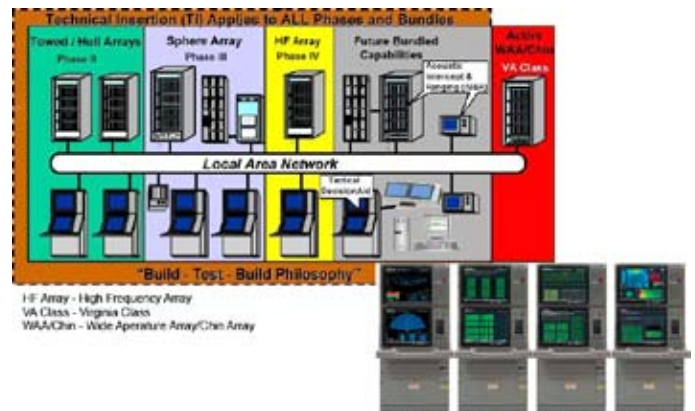 Technical Insertion (TI) Applies to ALL Phases and Bundles
Towed / Hull Arrays
Phase II
Sphere Array
Phase III
HF Array
Phase IV
Future Bundled
Capabilities
Active
WAA/Chin
VA Class
Acoustic
Intercept &
Ranging
Local Area Network
Tactical
Decision Aid
"Build - Test - Build Philosophy"
HF Array - High Frequency Array
VA Class - Virginia Class
WAA/Chin - Wide Aperature Array/Chin Array